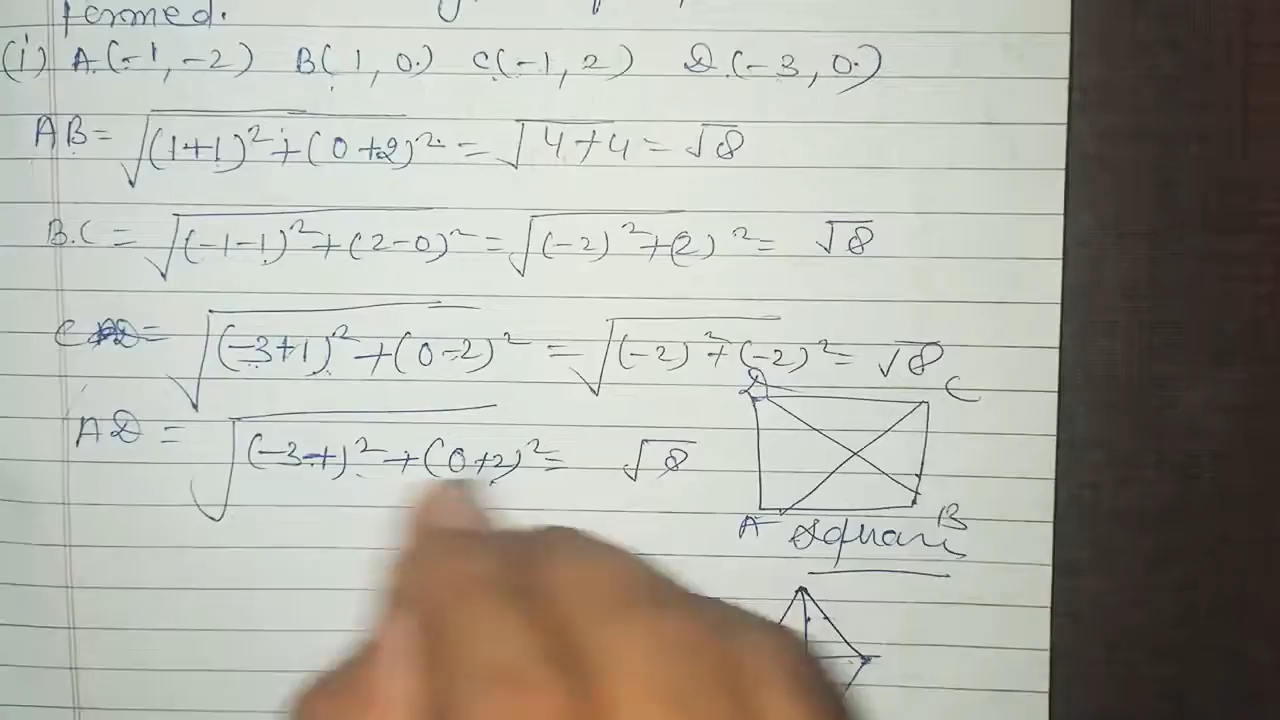 formed.
(i) A(-1, -2) B(1, 0) C(-1, 2) D(-3, 0)
AB = √(1+1)² + (0+2)² = √4+4 = √8
BC = √(-1-1)² + (2-0)² = √(-2)² + (2)² = √8
CD = √(-3+1)² + (0-2)² = √(-2)² + (-2)² = √8
AD = √(-3+1)² + (0+2)² = √8
D C
A B
Square